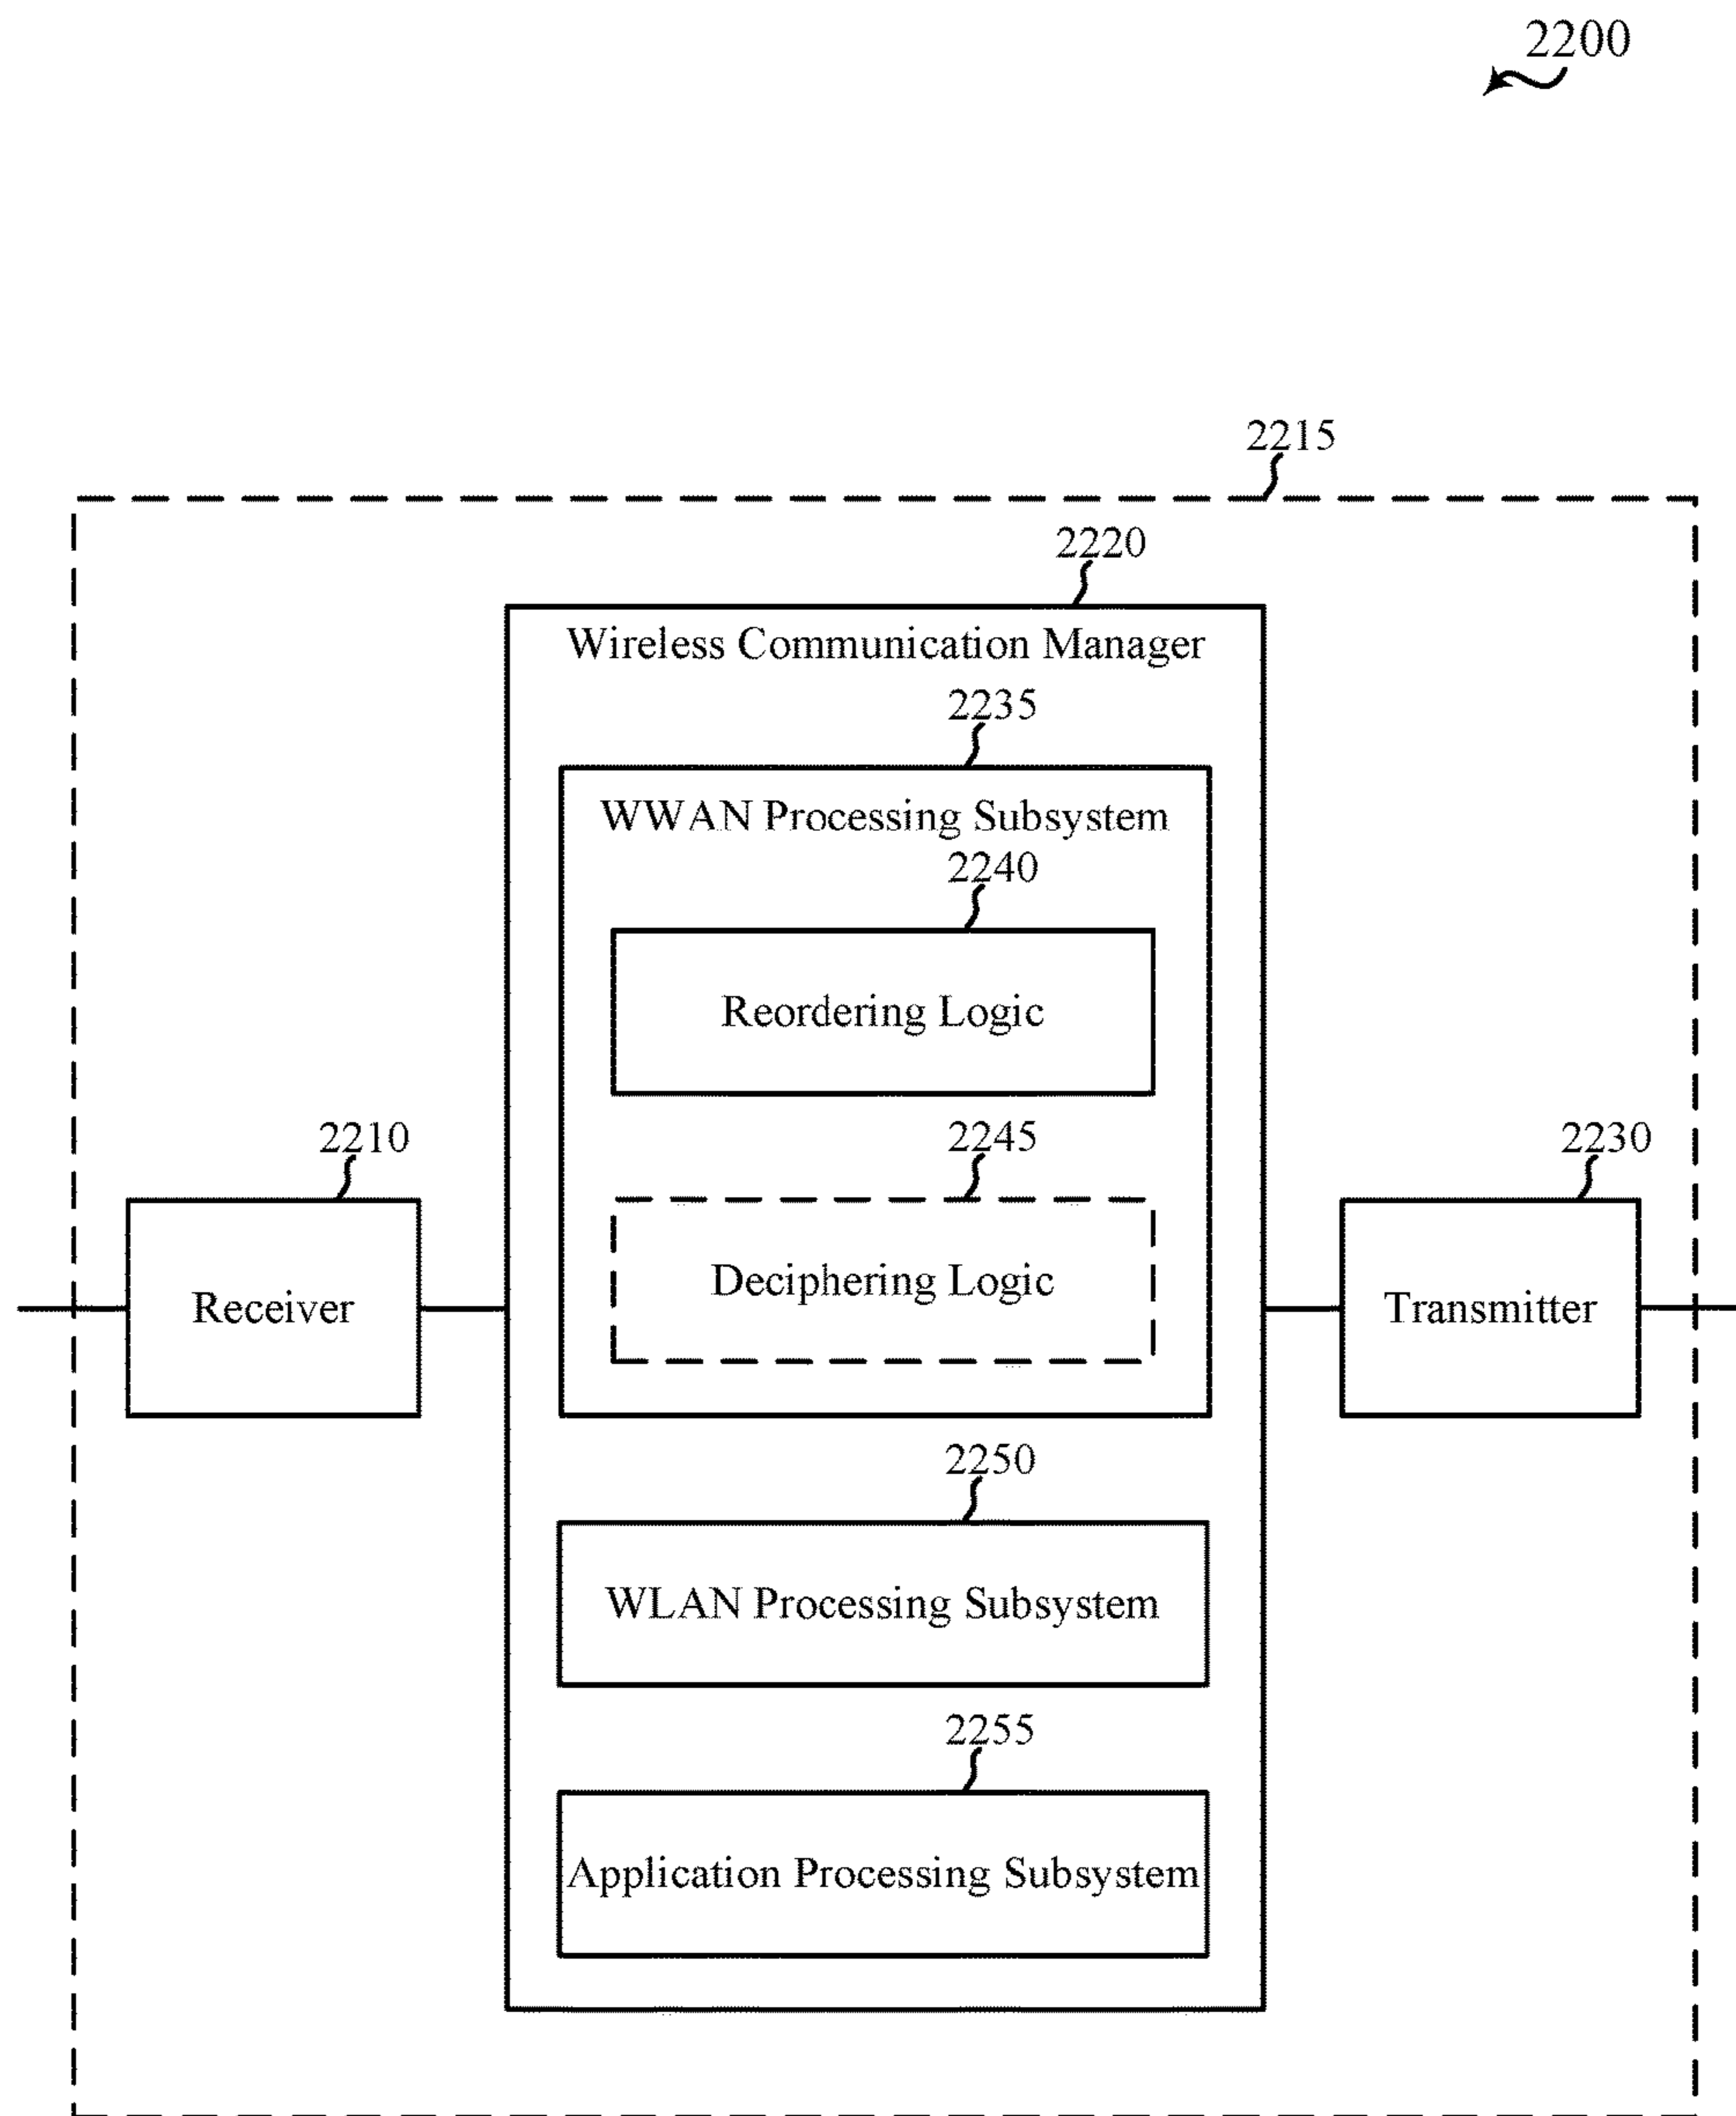 2200
2215
2220
Wireless Communication Manager
2235
WWAN Processing Subsystem
2240
Reordering Logic
2210
2245
2230
Receiver
Deciphering Logic
Transmitter
2250
WLAN Processing Subsystem
2255
Application Processing Subsystem